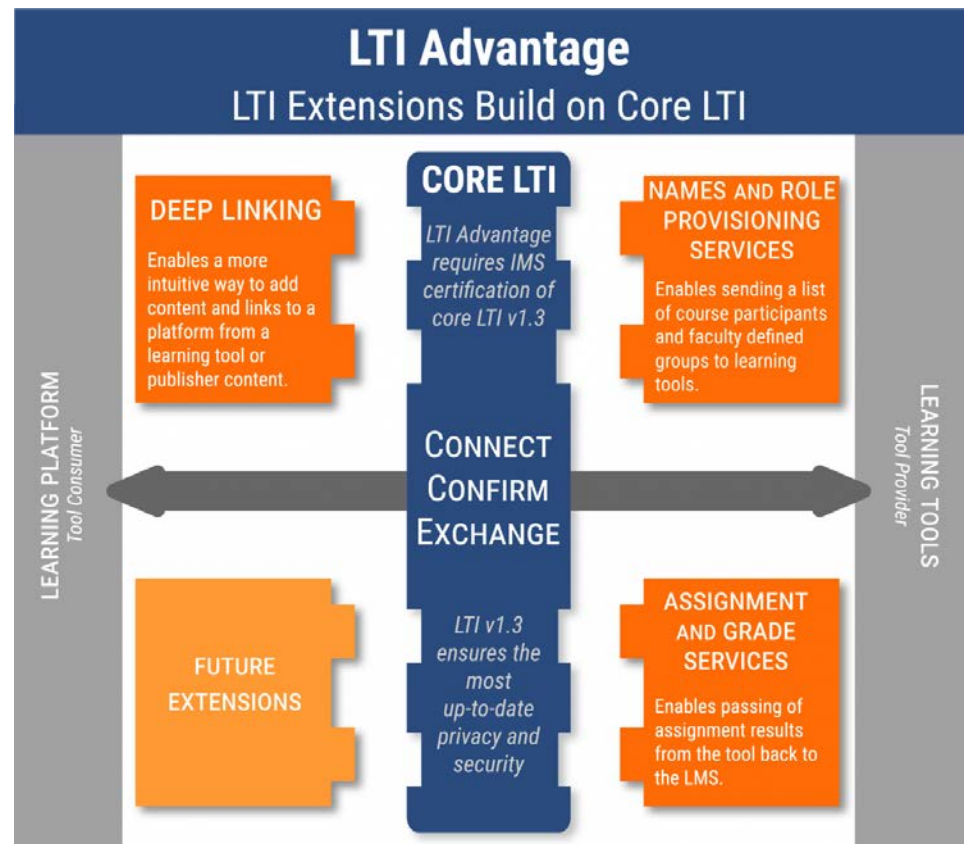 LTI Advantage
LTI Extensions Build on Core LTI
LEARNING PLATFORM
Tool Consumer
DEEP LINKING
Enables a more
intuitive way to add
content and links to a
platform from a
learning tool or
publisher content.
FUTURE
EXTENSIONS
CORE LTI
LTI Advantage
requires IMS
certification of
core LTI v1.3
CONNECT
CONFIRM
EXCHANGE
LTI v1.3
ensures the
most
up-to-date
privacy and
security
NAMES AND ROLE
PROVISIONING
SERVICES
Enables sending a list
of course participants
and faculty defined
groups to learning
tools.
ASSIGNMENT
AND GRADE
SERVICES
Enables passing of
assignment results
from the tool back to
the LMS.
LEARNING TOOLS
Tool Provider